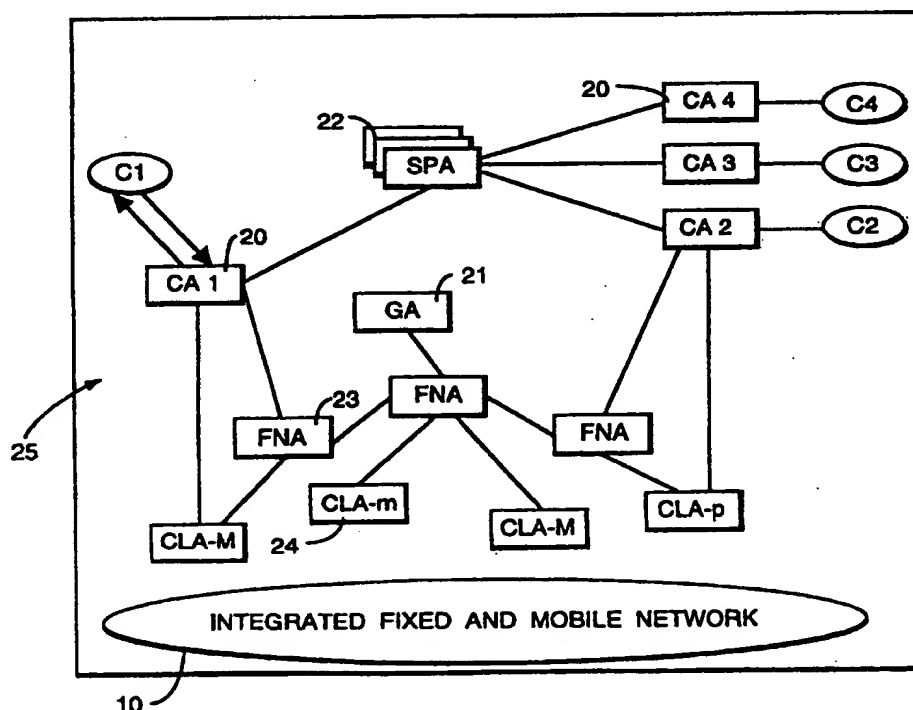 20
CA 4
C4
22
SPA
CA 3
C3
C1
CA 2
C2
20
CA 1
21
GA
FNA
23
FNA
FNA
25
CLA-m
CLA-p
24
CLA-M
CLA-M
INTEGRATED FIXED AND MOBILE NETWORK
10